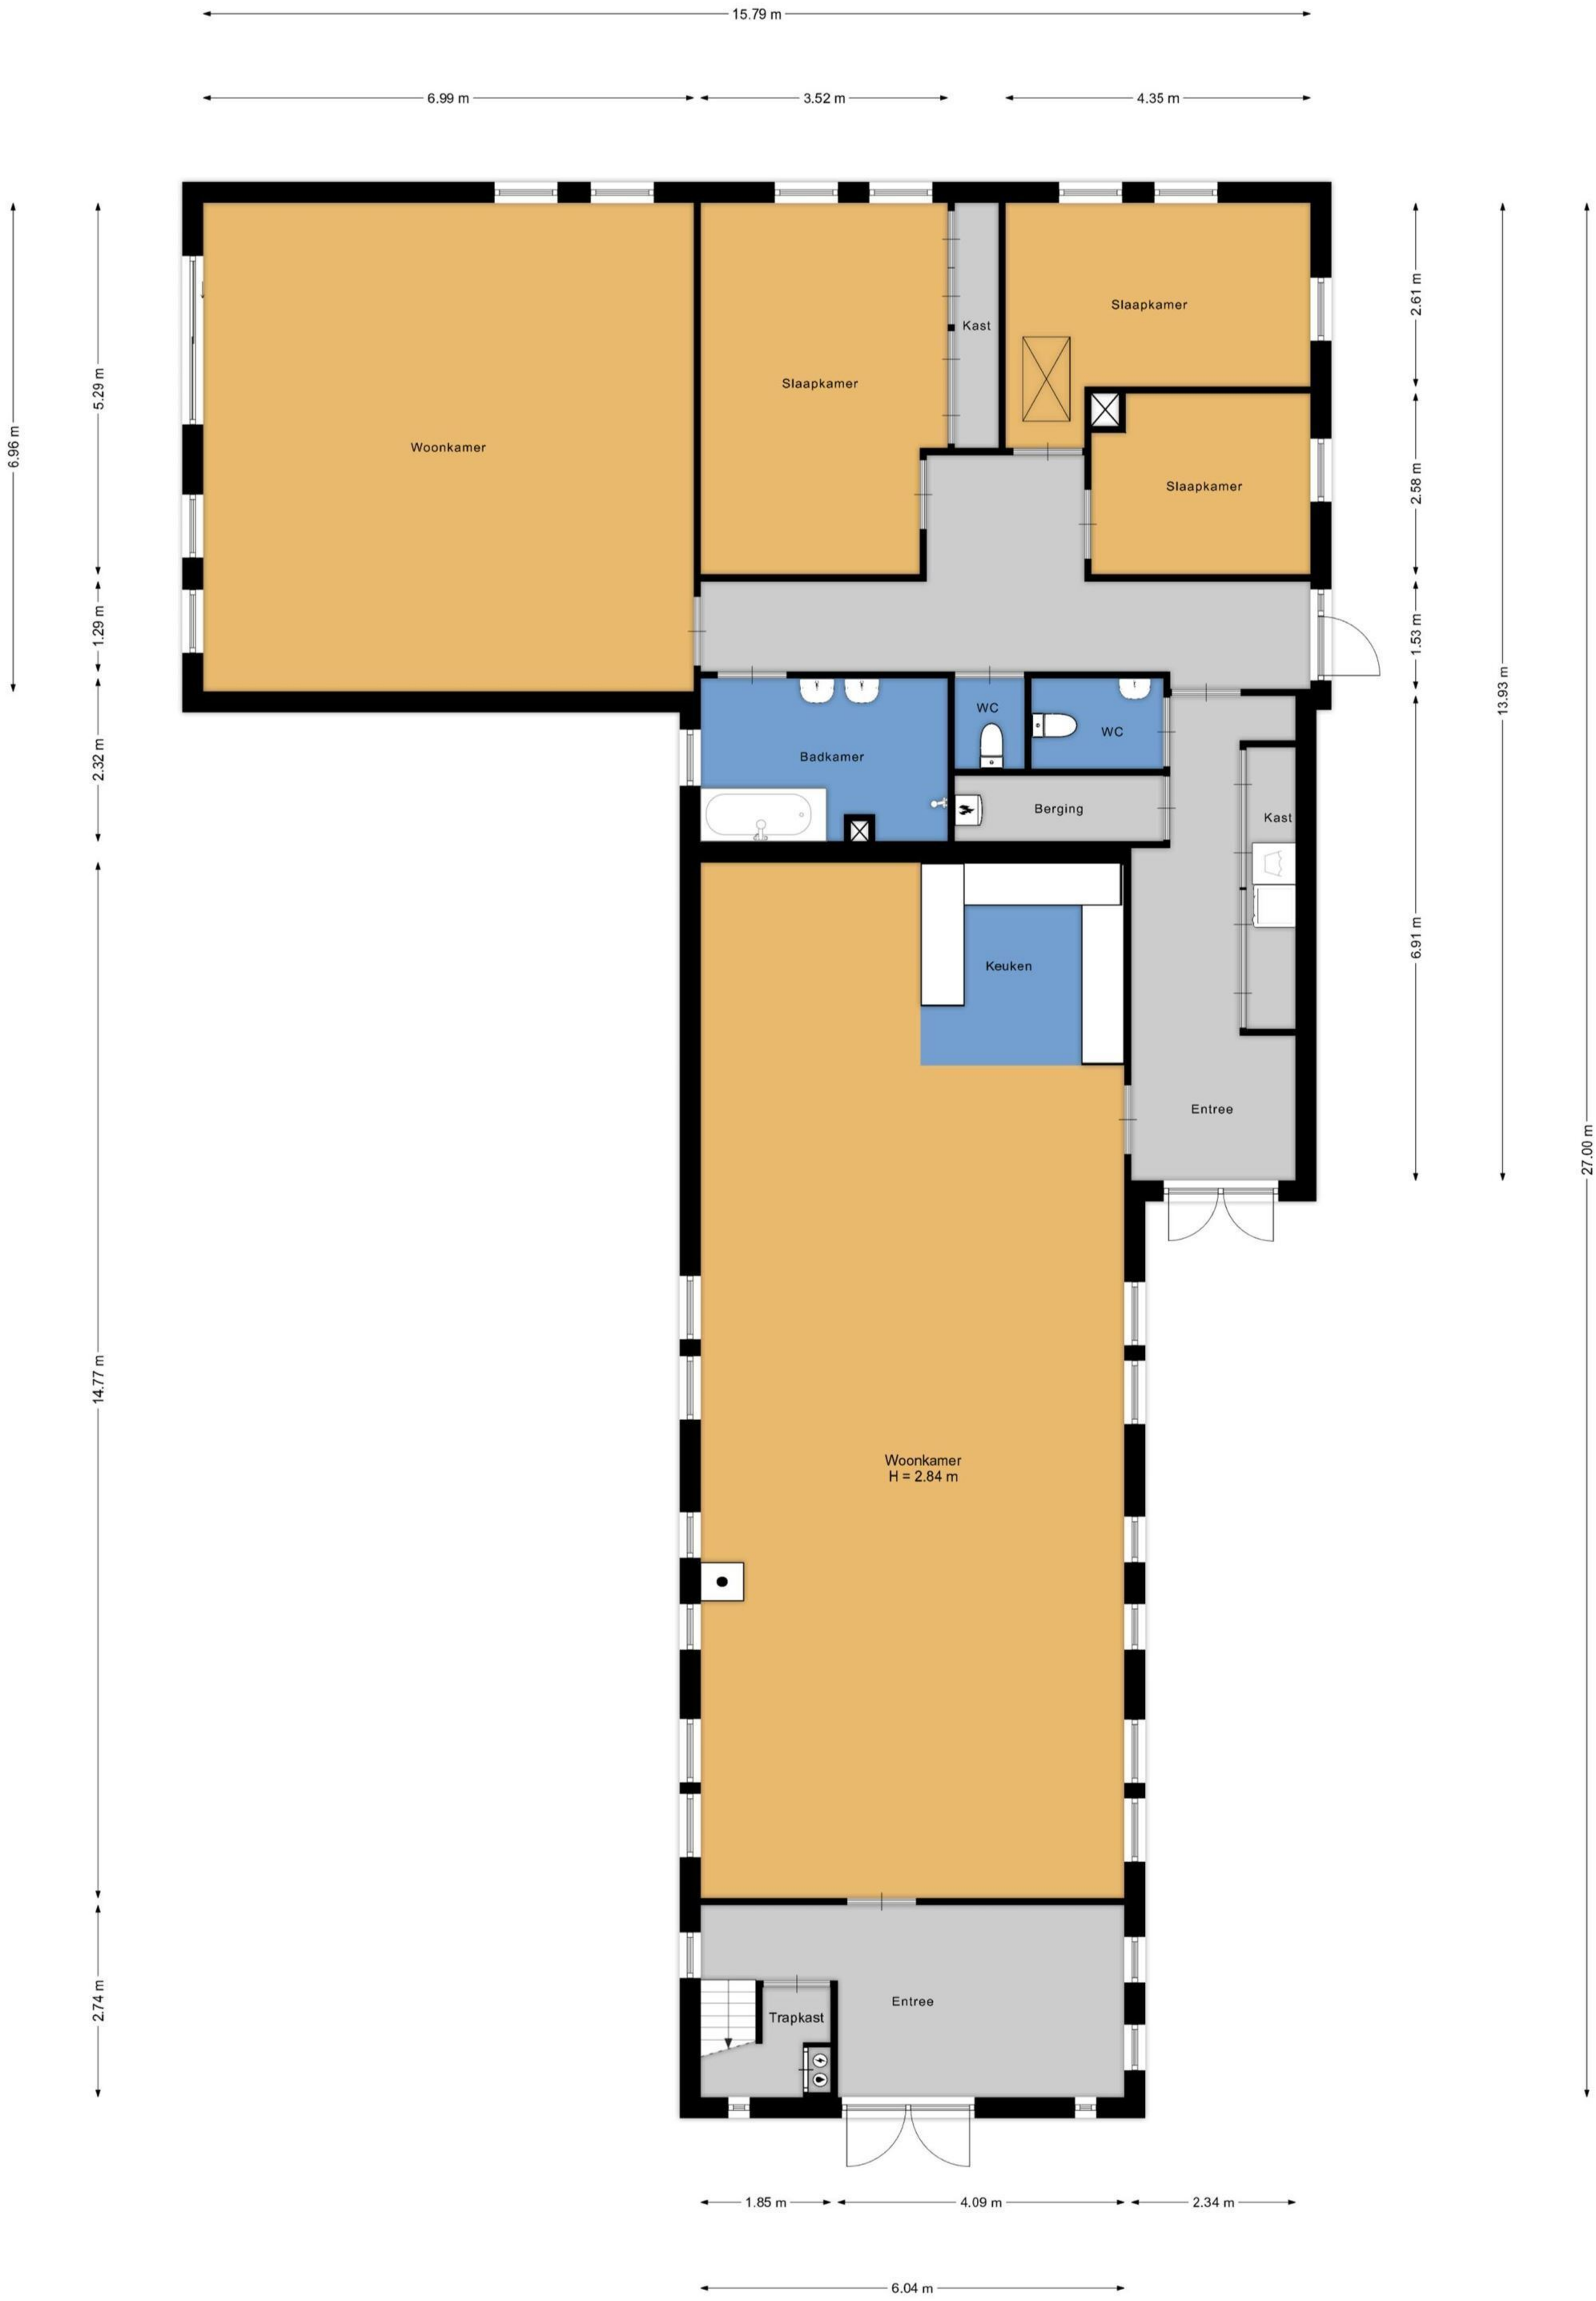 15.79 m
6.99 m
3.52 m
4.35 m
6.96 m
5.29 m
1.29 m
2.32 m
14.77 m
2.74 m
2.61 m
2.58 m
1.53 m
6.91 m
13.93 m
27.00 m
Slaapkamer
Kast
Slaapkamer
Woonkamer
Slaapkamer
WC
WC
Badkamer
Berging
Kast
Keuken
Entree
Woonkamer
H = 2.84 m
Entree
Trapkast
1.85 m
4.09 m
2.34 m
6.04 m